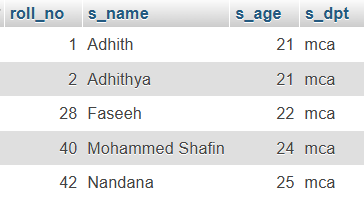 roll_no s_name s_age s_dpt
1 Adhith 21 mca
2 Adhithya 21 mca
28 Faseeh 22 mca
40 Mohammed Shafin 24 mca
42 Nandana 25 mca